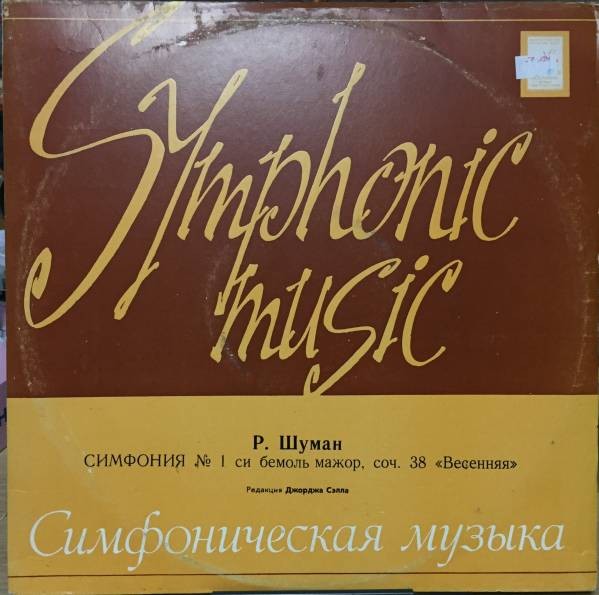 Symphonic
music
Р. Шуман
СИМФОНИЯ № 1 си бемоль мажор, соч. 38 «Весенняя»
Редакция Джорджа Сэлла
Симфоническая музыка